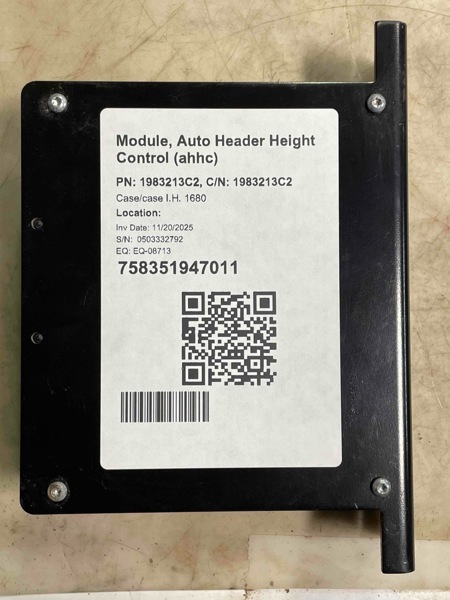 Module, Auto Header Height
Control (ahhc)
PN: 1983213C2, C/N: 1983213C2
Case/case I.H. 1680
Location:
Inv Date: 11/20/2025
S/N: 0503332792
EQ: EQ-08713
758351947011